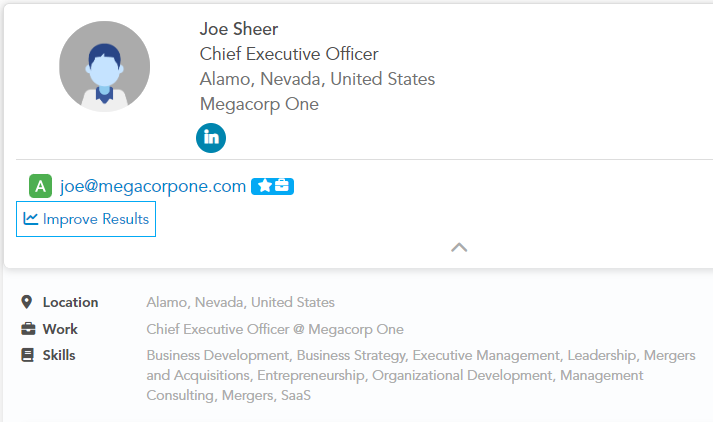 Joe Sheer
Chief Executive Officer
Alamo, Nevada, United States
Megacorp One
in
A joe@megacorpone.com
Improve Results
Location Alamo, Nevada, United States
Work Chief Executive Officer @ Megacorp One
Skills Business Development, Business Strategy, Executive Management, Leadership, Mergers
and Acquisitions, Entrepreneurship, Organizational Development, Management
Consulting, Mergers, SaaS